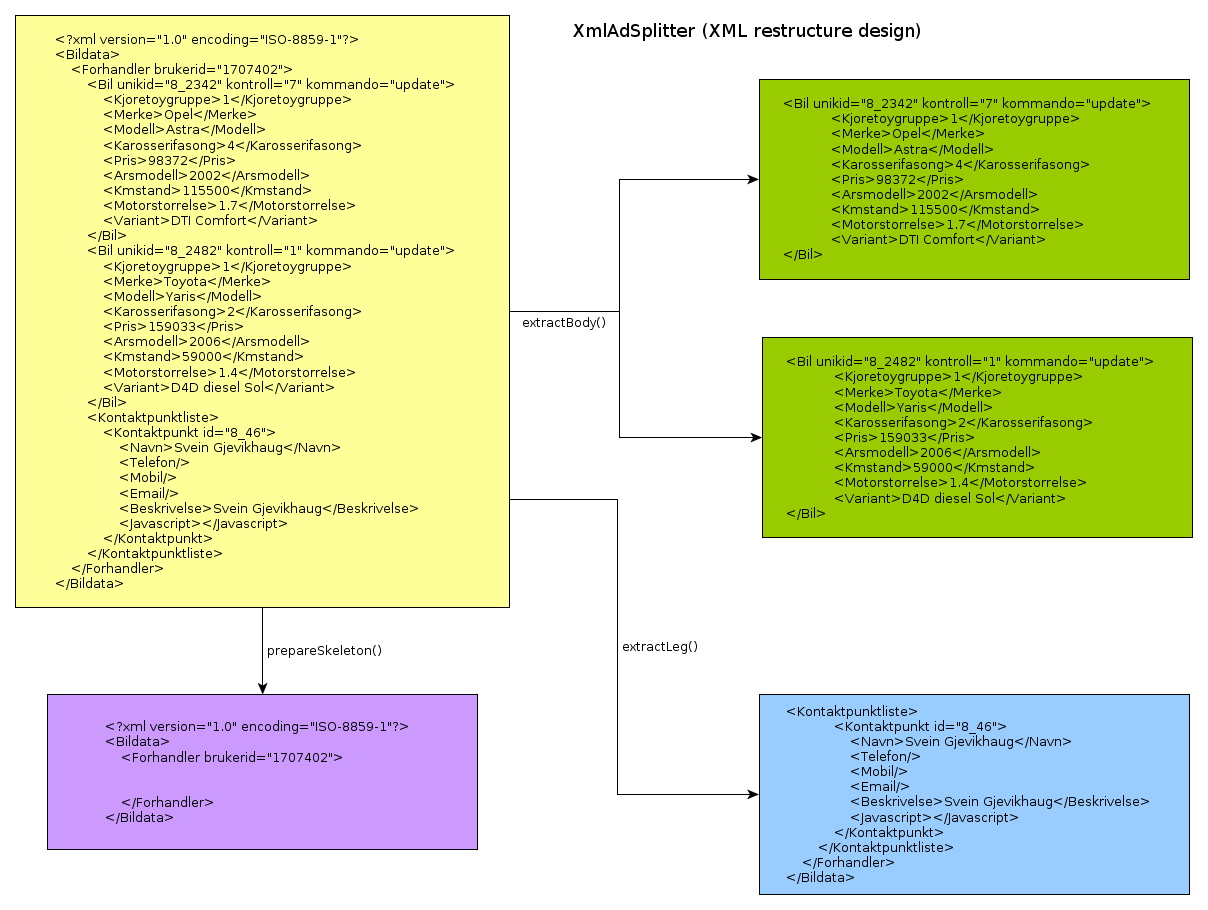 XmlAdSplitter (XML restructure design)
<?xml version="1.0" encoding="ISO-8859-1"?>
<Bildata>
<Forhandler brukerid="1707402">
<Bil unikid="8_2342" kontroll="7" kommando="update">
<Kjoretoygruppe>1</Kjoretoygruppe>
<Merke>Opel</Merke>
<Modell>Astra</Modell>
<Karosserifasong>4</Karosserifasong>
<Pris>98372</Pris>
<Arsmodell>2002</Arsmodell>
<Kmstand>115500</Kmstand>
<Motorstorrelse>1.7</Motorstorrelse>
<Variant>DTI Comfort</Variant>
</Bil>
<Bil unikid="8_2482" kontroll="1" kommando="update">
<Kjoretoygruppe>1</Kjoretoygruppe>
<Merke>Toyota</Merke>
<Modell>Yaris</Modell>
<Karosserifasong>2</Karosserifasong>
<Pris>159033</Pris>
<Arsmodell>2006</Arsmodell>
<Kmstand>59000</Kmstand>
<Motorstorrelse>1.4</Motorstorrelse>
<Variant>D4D diesel Sol</Variant>
</Bil>
<Kontaktpunktliste>
<Kontaktpunkt id="8_46">
<Navn>Svein Gjevikhaug</Navn>
<Telefon/>
<Mobil/>
<Email/>
<Beskrivelse>Svein Gjevikhaug</Beskrivelse>
<Javascript></Javascript>
</Kontaktpunkt>
</Kontaktpunktliste>
</Forhandler>
</Bildata>
extractBody()
<Bil unikid="8_2342" kontroll="7" kommando="update">
<Kjoretoygruppe>1</Kjoretoygruppe>
<Merke>Opel</Merke>
<Modell>Astra</Modell>
<Karosserifasong>4</Karosserifasong>
<Pris>98372</Pris>
<Arsmodell>2002</Arsmodell>
<Kmstand>115500</Kmstand>
<Motorstorrelse>1.7</Motorstorrelse>
<Variant>DTI Comfort</Variant>
</Bil>
<Bil unikid="8_2482" kontroll="1" kommando="update">
<Kjoretoygruppe>1</Kjoretoygruppe>
<Merke>Toyota</Merke>
<Modell>Yaris</Modell>
<Karosserifasong>2</Karosserifasong>
<Pris>159033</Pris>
<Arsmodell>2006</Arsmodell>
<Kmstand>59000</Kmstand>
<Motorstorrelse>1.4</Motorstorrelse>
<Variant>D4D diesel Sol</Variant>
</Bil>
prepareSkeleton()
<?xml version="1.0" encoding="ISO-8859-1"?>
<Bildata>
<Forhandler brukerid="1707402">
</Forhandler>
</Bildata>
extractLeg()
<Kontaktpunktliste>
<Kontaktpunkt id="8_46">
<Navn>Svein Gjevikhaug</Navn>
<Telefon/>
<Mobil/>
<Email/>
<Beskrivelse>Svein Gjevikhaug</Beskrivelse>
<Javascript></Javascript>
</Kontaktpunkt>
</Kontaktpunktliste>
</Forhandler>
</Bildata>